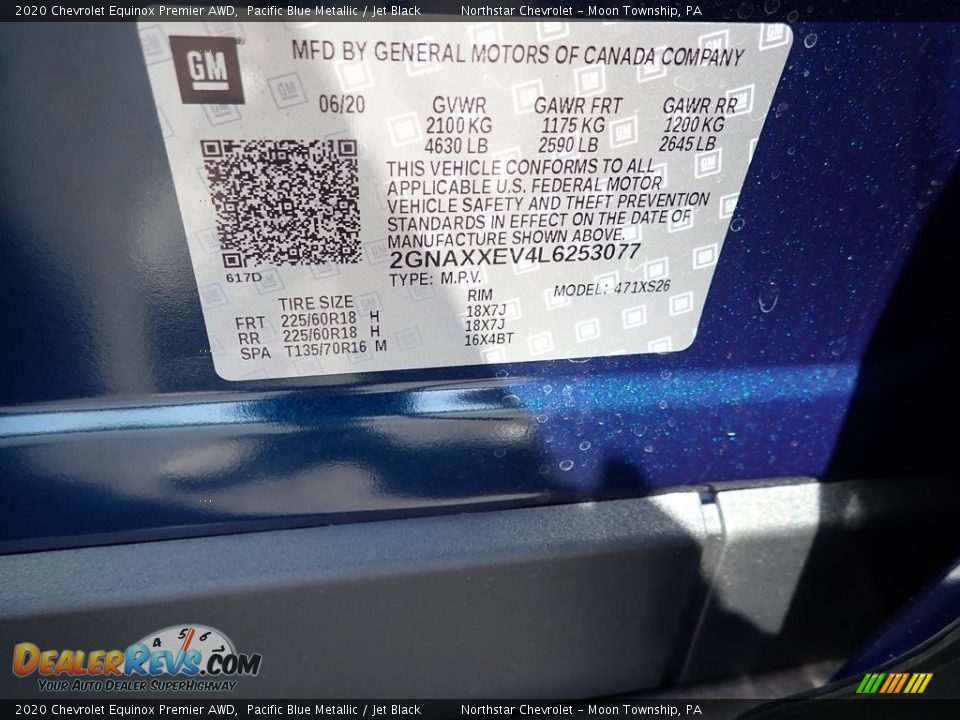 2020 Chevrolet Equinox Premier AWD, Pacific Blue Metallic / Jet Black Northstar Chevrolet - Moon Township, PA
GM
MFD BY GENERAL MOTORS OF CANADA COMPANY
06/20 GVWR GAWR FRT GAWR RR
2100 KG 1175 KG 1200 KG
4630 LB 2590 LB 2645 LB
THIS VEHICLE CONFORMS TO ALL
APPLICABLE U.S. FEDERAL MOTOR
VEHICLE SAFETY AND THEFT PREVENTION
STANDARDS IN EFFECT ON THE DATE OF
MANUFACTURE SHOWN ABOVE.
2GNAXXEV4L6253077
617D
TYPE: M.P.V. MODEL: 471XS26
TIRE SIZE RIM
FRT 225/60R18 H 18X7J
RR 225/60R18 H 18X7J
SPA T135/70R16 M 16X4BT
4 5 6
DealerRevs.com
Your Auto Dealer SuperHighway
2020 Chevrolet Equinox Premier AWD, Pacific Blue Metallic / Jet Black Northstar Chevrolet - Moon Township, PA